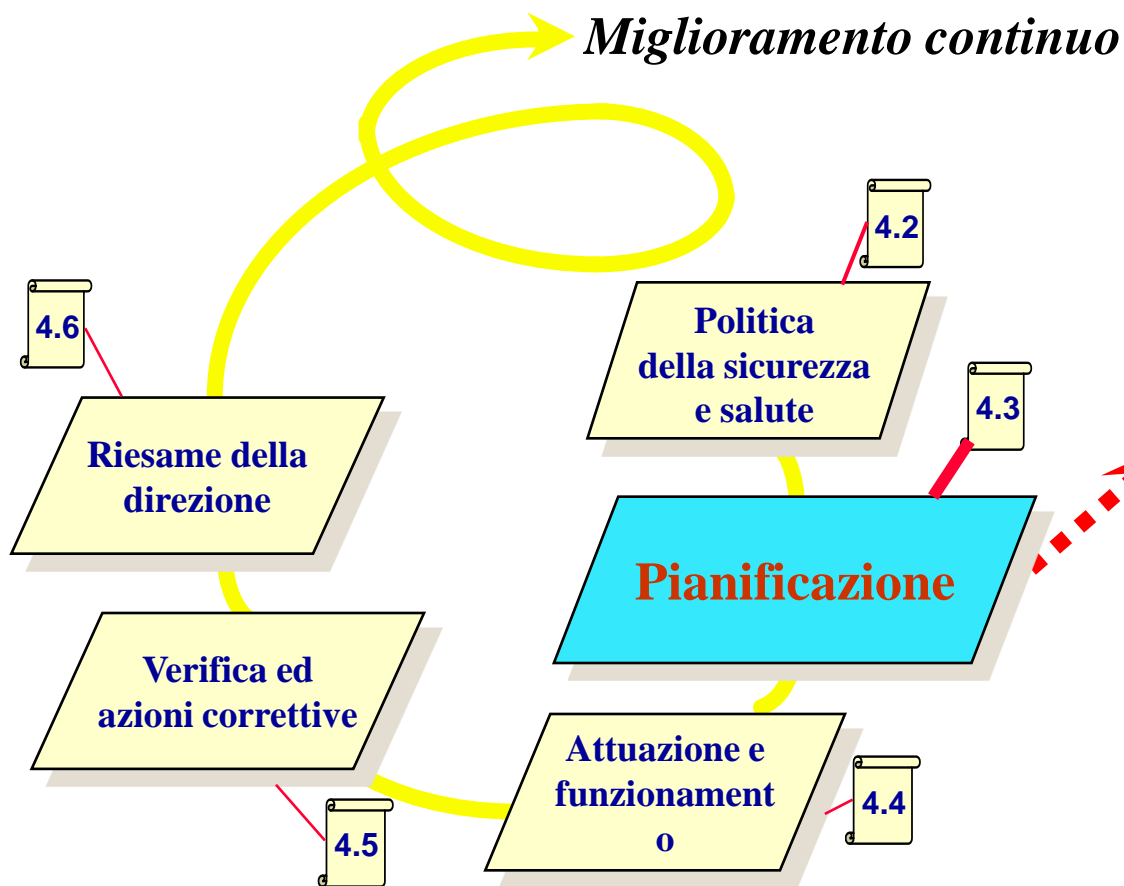 Miglioramento continuo
4.2
Politica
della sicurezza
e salute
4.3
Pianificazione
4.4
Attuazione e
funzionament
o
4.5
Verifica ed
azioni correttive
4.6
Riesame della
direzione